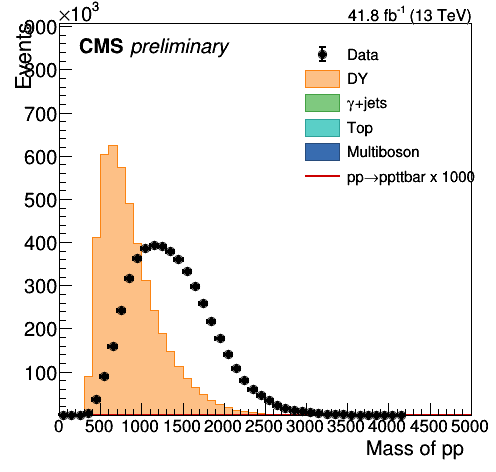 ×10³
41.8 fb⁻¹ (13 TeV)
Events
CMS preliminary
Data
DY
γ+jets
Top
Multiboson
pp→ppttbar x 1000
900
800
700
600
500
400
300
200
100
0 500 1000 1500 2000 2500 3000 3500 4000 4500 5000
Mass of pp